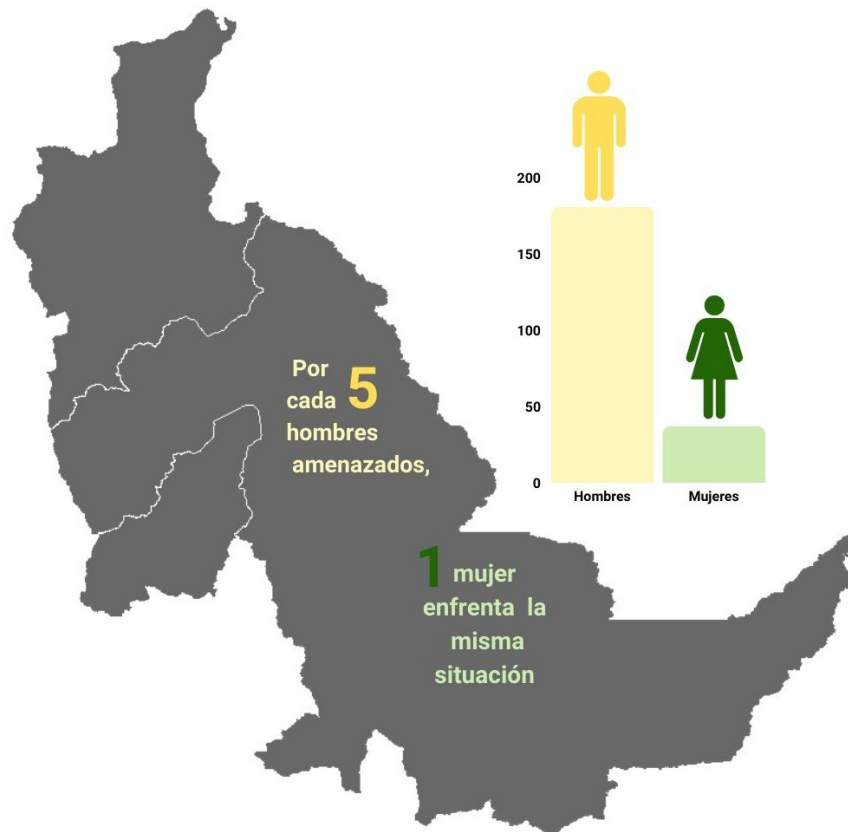 200
150
100
50
0
Hombres
Mujeres
Por
cada 5
hombres
amenazados,
1 mujer
enfrenta la
misma
situación